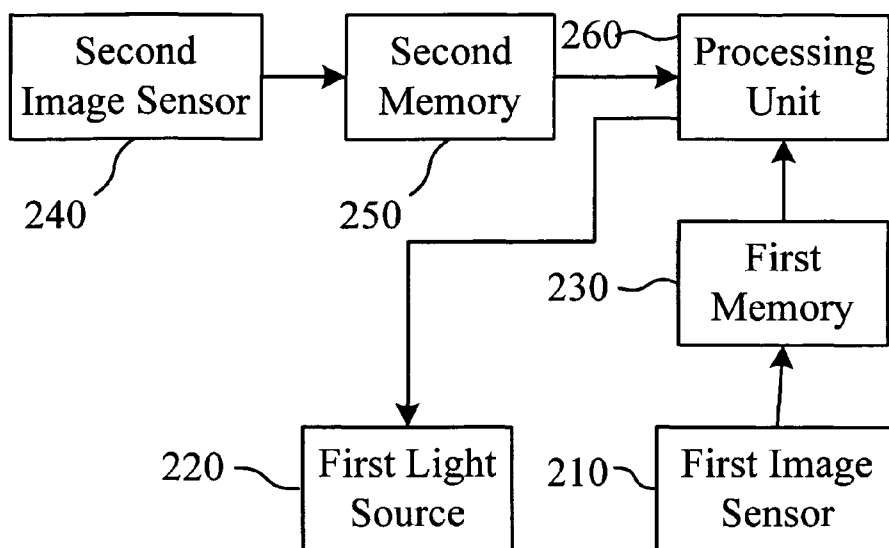 Second
Image Sensor
240
Second
Memory
250
260
Processing
Unit
230
First
Memory
220
First Light
Source
210
First Image
Sensor